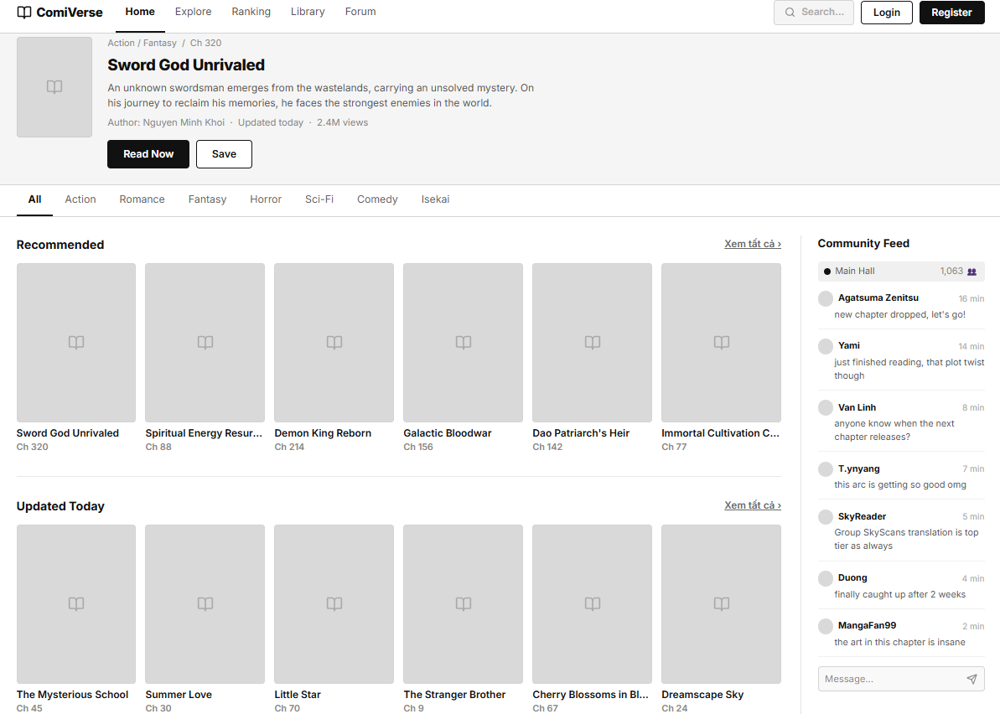 ComiVerse
Home
Explore
Ranking
Library
Forum
Search...
Login
Register
Action / Fantasy / Ch 320
Sword God Unrivaled
An unknown swordsman emerges from the wastelands, carrying an unsolved mystery. On
his journey to reclaim his memories, he faces the strongest enemies in the world.
Author: Nguyen Minh Khoi · Updated today · 2.4M views
Read Now
Save
All
Action
Romance
Fantasy
Horror
Sci-Fi
Comedy
Isekai
Recommended
Xem tất cả ›
Sword God Unrivaled
Ch 320
Spiritual Energy Resur...
Ch 88
Demon King Reborn
Ch 214
Galactic Bloodwar
Ch 156
Dao Patriarch's Heir
Ch 142
Immortal Cultivation C...
Ch 77
Updated Today
Xem tất cả ›
The Mysterious School
Ch 45
Summer Love
Ch 30
Little Star
Ch 70
The Stranger Brother
Ch 9
Cherry Blossoms in Bl...
Ch 67
Dreamscape Sky
Ch 24
Community Feed
Main Hall
1,063
Agatsuma Zenitsu
16 min
new chapter dropped, let's go!
Yami
14 min
just finished reading, that plot twist
though
Van Linh
8 min
anyone know when the next
chapter releases?
T.ynyang
7 min
this arc is getting so good omg
SkyReader
5 min
Group SkyScans translation is top
tier as always
Duong
4 min
finally caught up after 2 weeks
MangaFan99
2 min
the art in this chapter is insane
Message...